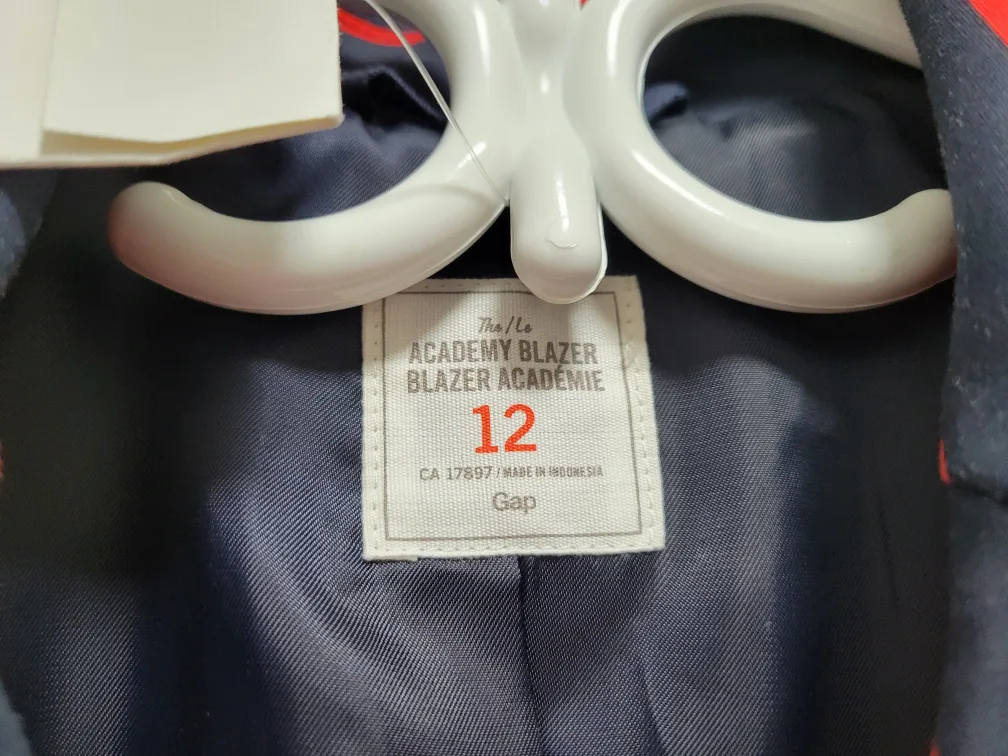 The/Le
ACADEMY BLAZER
BLAZER ACADÉMIE
12
CA 17897 / MADE IN INDONESIA
Gap